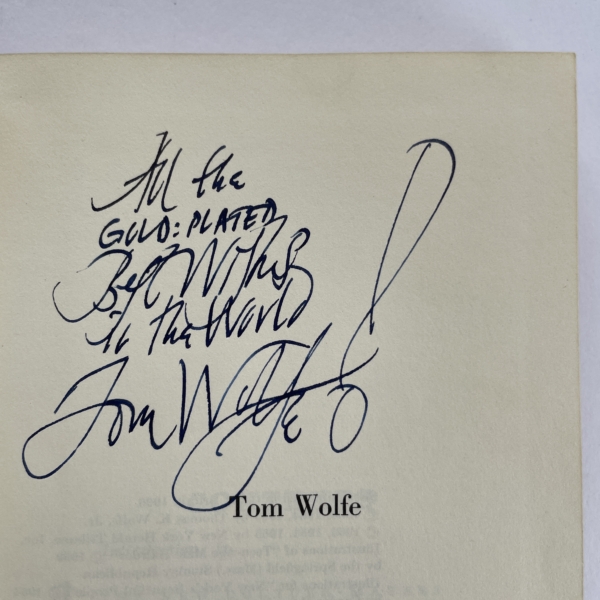 All the
GOLD:PLATED
Best Wishes
in the World
Tom Wolfe
Tom Wolfe